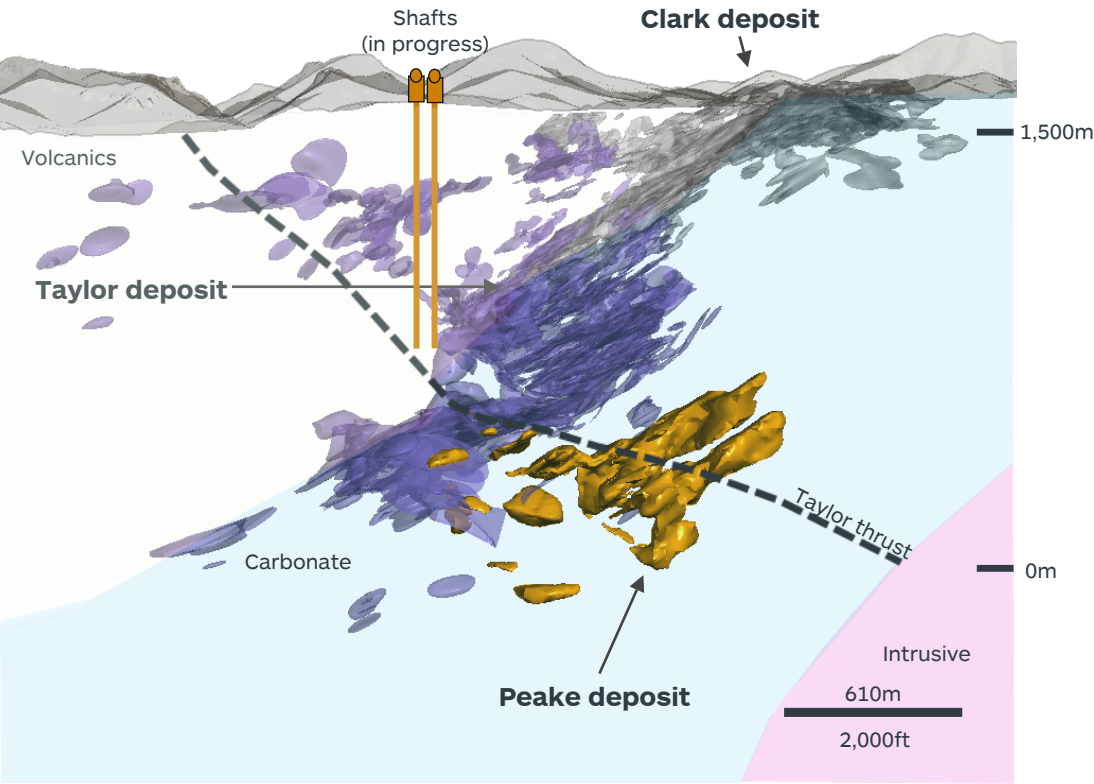 Shafts
(in progress)
Clark deposit
1,500m
Volcanics
Taylor deposit
Taylor thrust
Carbonate
0m
Intrusive
Peake deposit
610m
2,000ft